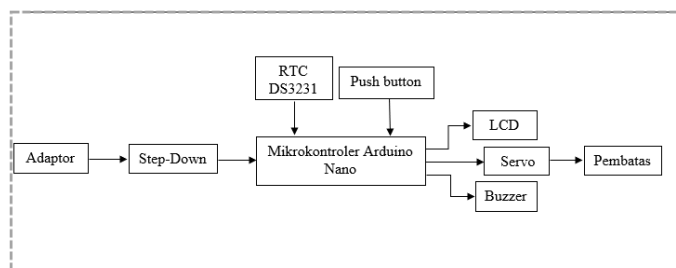 RTC
DS3231
Push button
LCD
Adaptor
Step-Down
Mikrokontroler Arduino
Nano
Servo
Pembatas
Buzzer